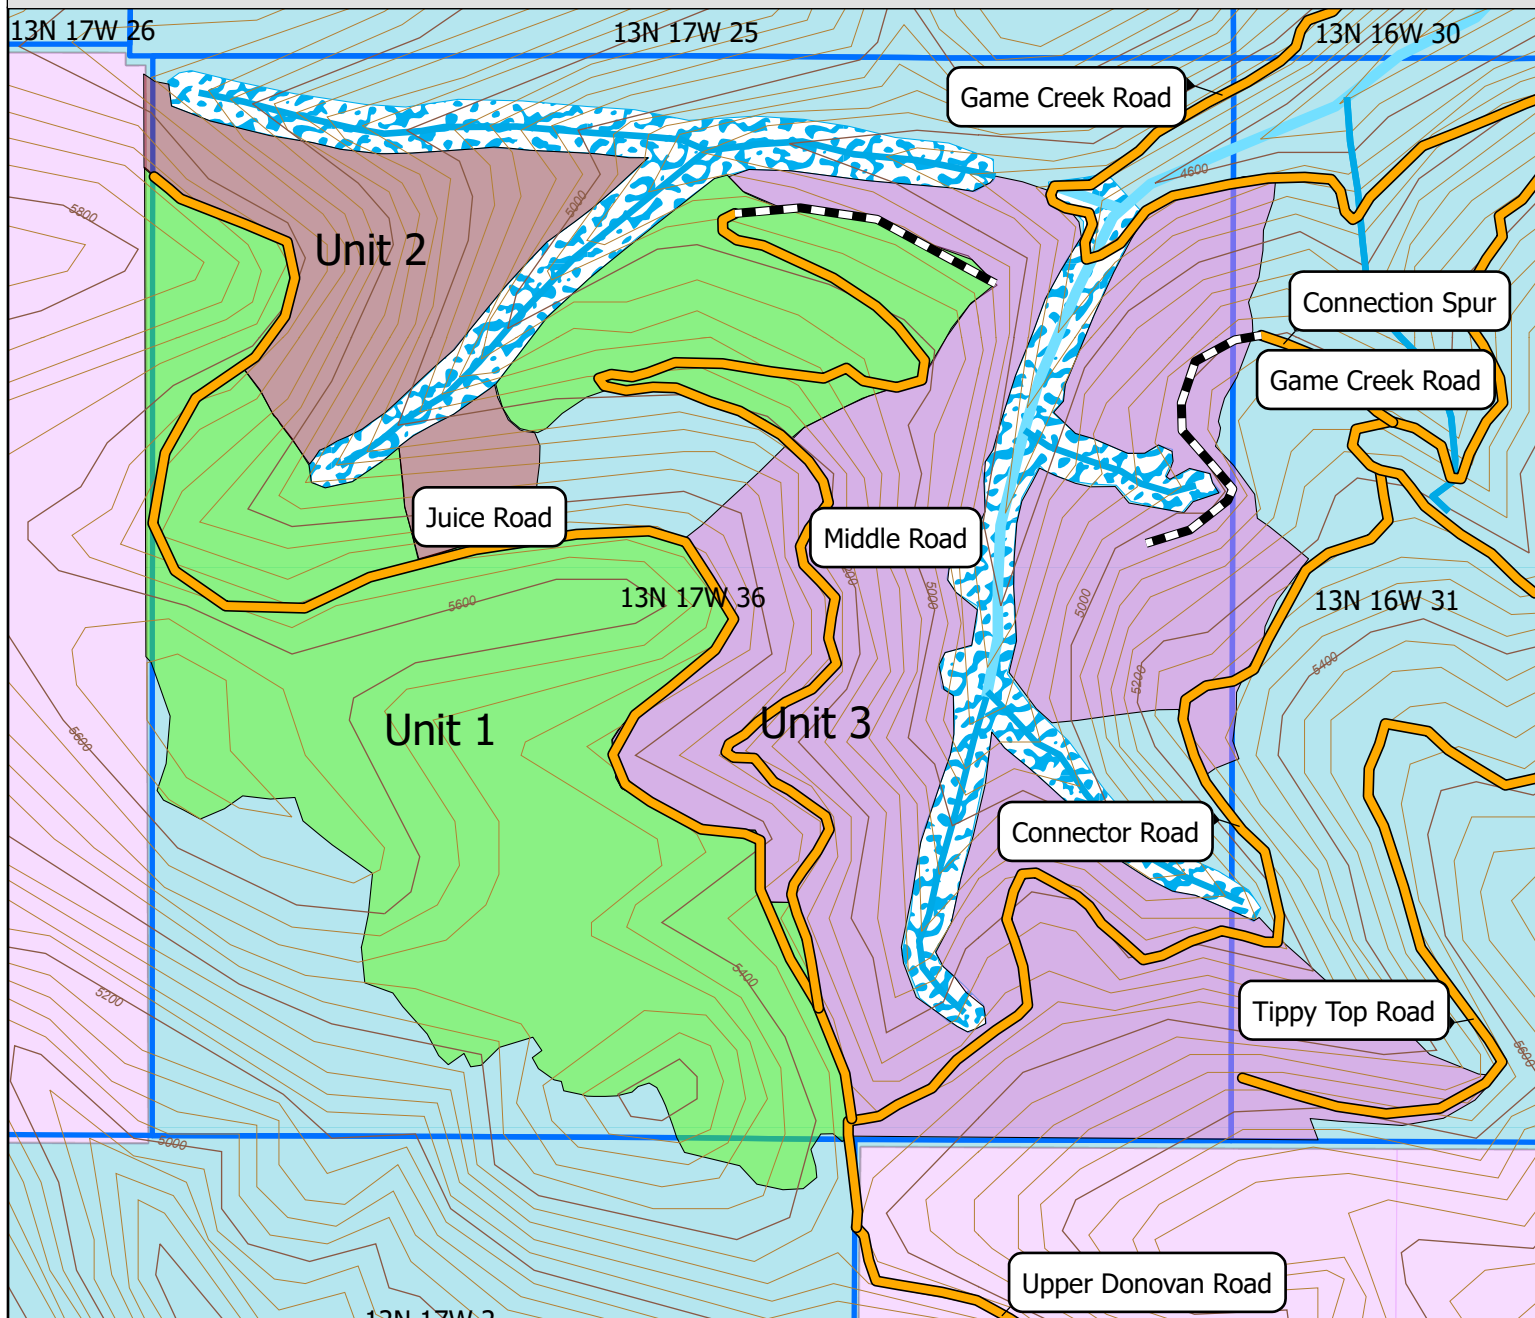 13N 17W 26
13N 17W 25
13N 16W 30
Game Creek Road
4600
5800
5000
Unit 2
Connection Spur
Game Creek Road
Juice Road
Middle Road
5000
5000
5600
13N 17W 36
13N 16W 31
5400
5200
Unit 1
Unit 3
5600
Connector Road
5400
5200
Tippy Top Road
5600
5000
Upper Donovan Road